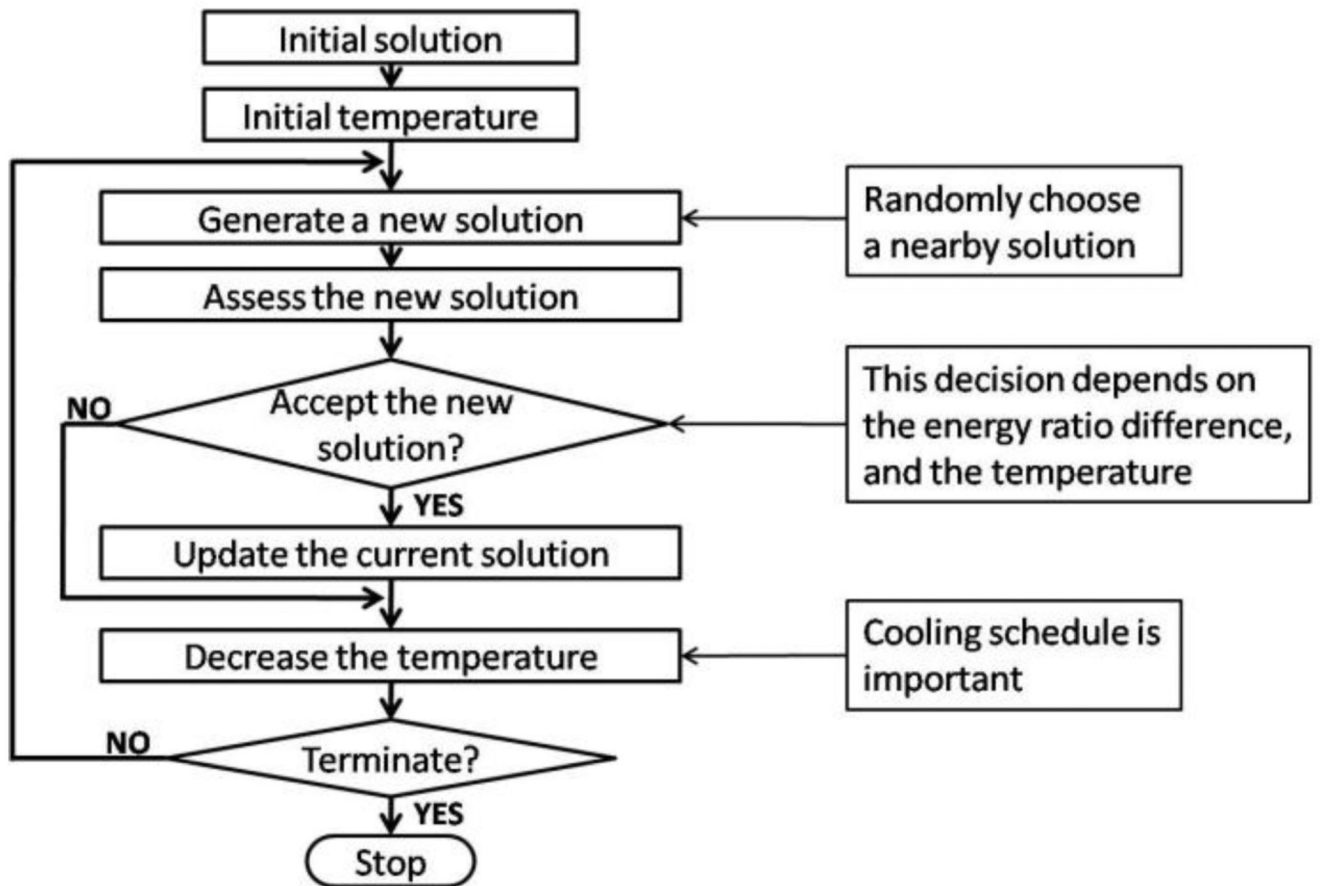 Initial solution
Initial temperature
Generate a new solution
Randomly choose
a nearby solution
Assess the new solution
Accept the new
solution?
NO
YES
This decision depends on
the energy ratio difference,
and the temperature
Update the current solution
Decrease the temperature
Cooling schedule is
important
Terminate?
NO
YES
Stop